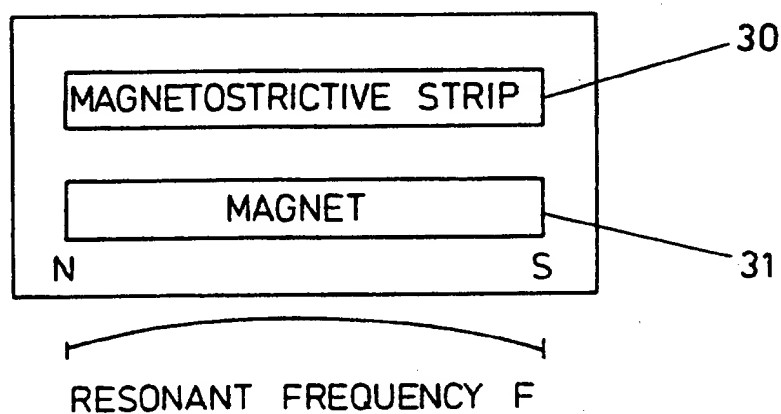 30
MAGNETOSTRICTIVE STRIP
MAGNET
N S
31
RESONANT FREQUENCY F